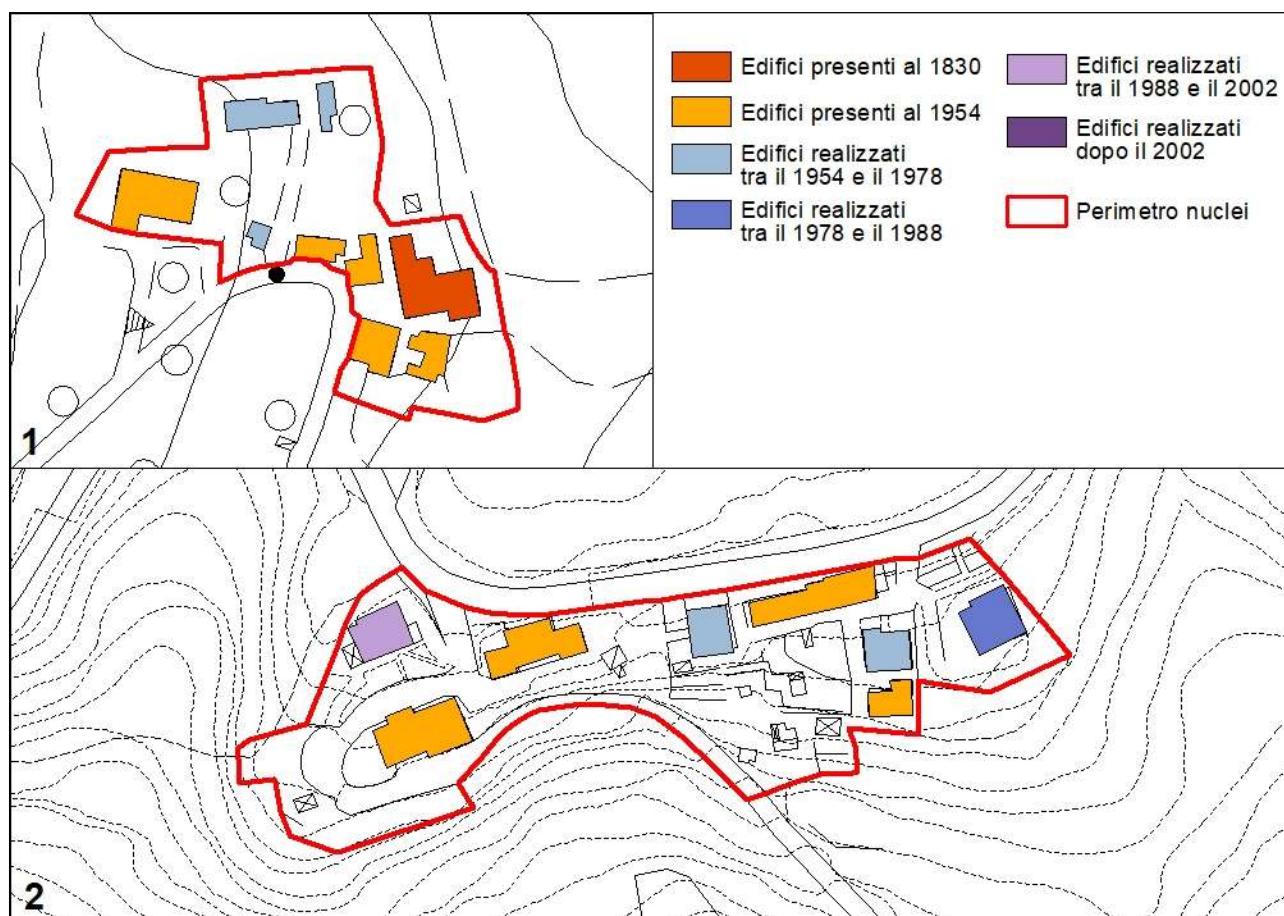 Edifici presenti al 1830
Edifici presenti al 1954
Edifici realizzati
tra il 1954 e il 1978
Edifici realizzati
tra il 1978 e il 1988
Edifici realizzati
tra il 1988 e il 2002
Edifici realizzati
dopo il 2002
Perimetro nuclei
1
2